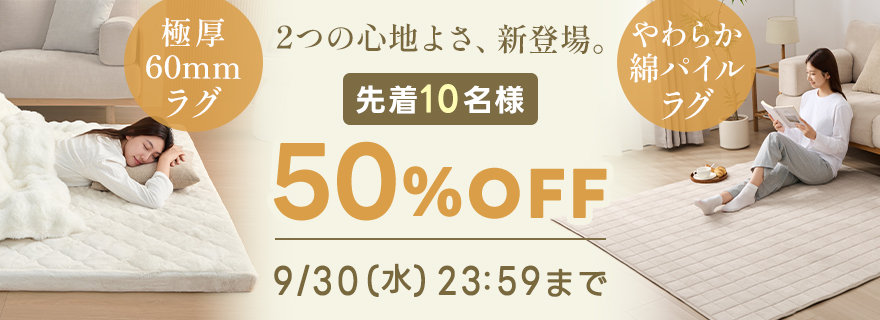 極厚
60mm
ラグ
2つの心地よさ、新登場。
先着10名様
50%OFF
9/30(水)23:59まで
やわらか
綿パイル
ラグ